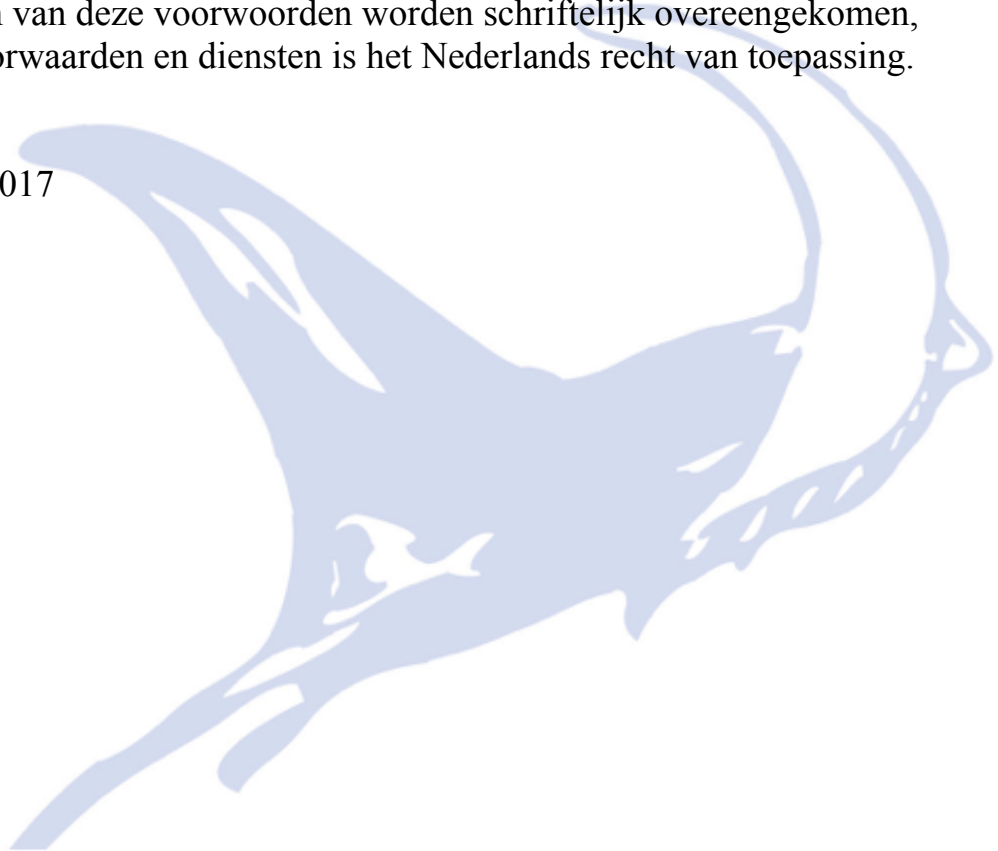 van deze voorwoorden worden schriftelijk overeengekomen,
orwaarden en diensten is het Nederlands recht van toepassing.
017